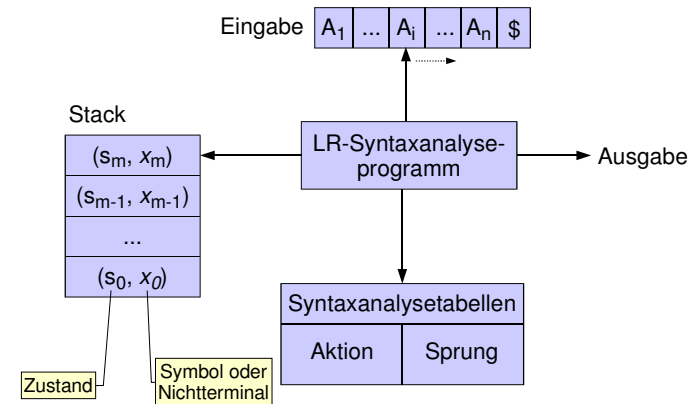 Eingabe A1 ... Ai ... An $
Stack
LR-Syntaxanalyse-
programm
Ausgabe
(sm, xm)
(sm-1, xm-1)
...
(s0, x0)
Syntaxanalysetabellen
Aktion Sprung
Zustand
Symbol oder
Nichtterminal